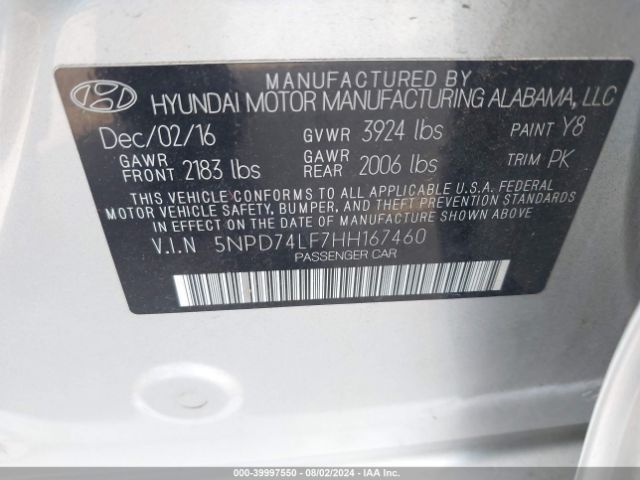 MANUFACTURED BY
HYUNDAI MOTOR MANUFACTURING ALABAMA, LLC
Dec/02/16 GVWR 3924 lbs PAINT Y8
GAWR FRONT 2183 lbs GAWR REAR 2006 lbs TRIM PK
THIS VEHICLE CONFORMS TO ALL APPLICABLE U.S.A. FEDERAL
MOTOR VEHICLE SAFETY, BUMPER, AND THEFT PREVENTION STANDARDS
IN EFFECT ON THE DATE OF MANUFACTURE SHOWN ABOVE
V.I.N 5NPD74LF7HH167460
PASSENGER CAR
000-39997550 - 08/02/2024 - IAA Inc.